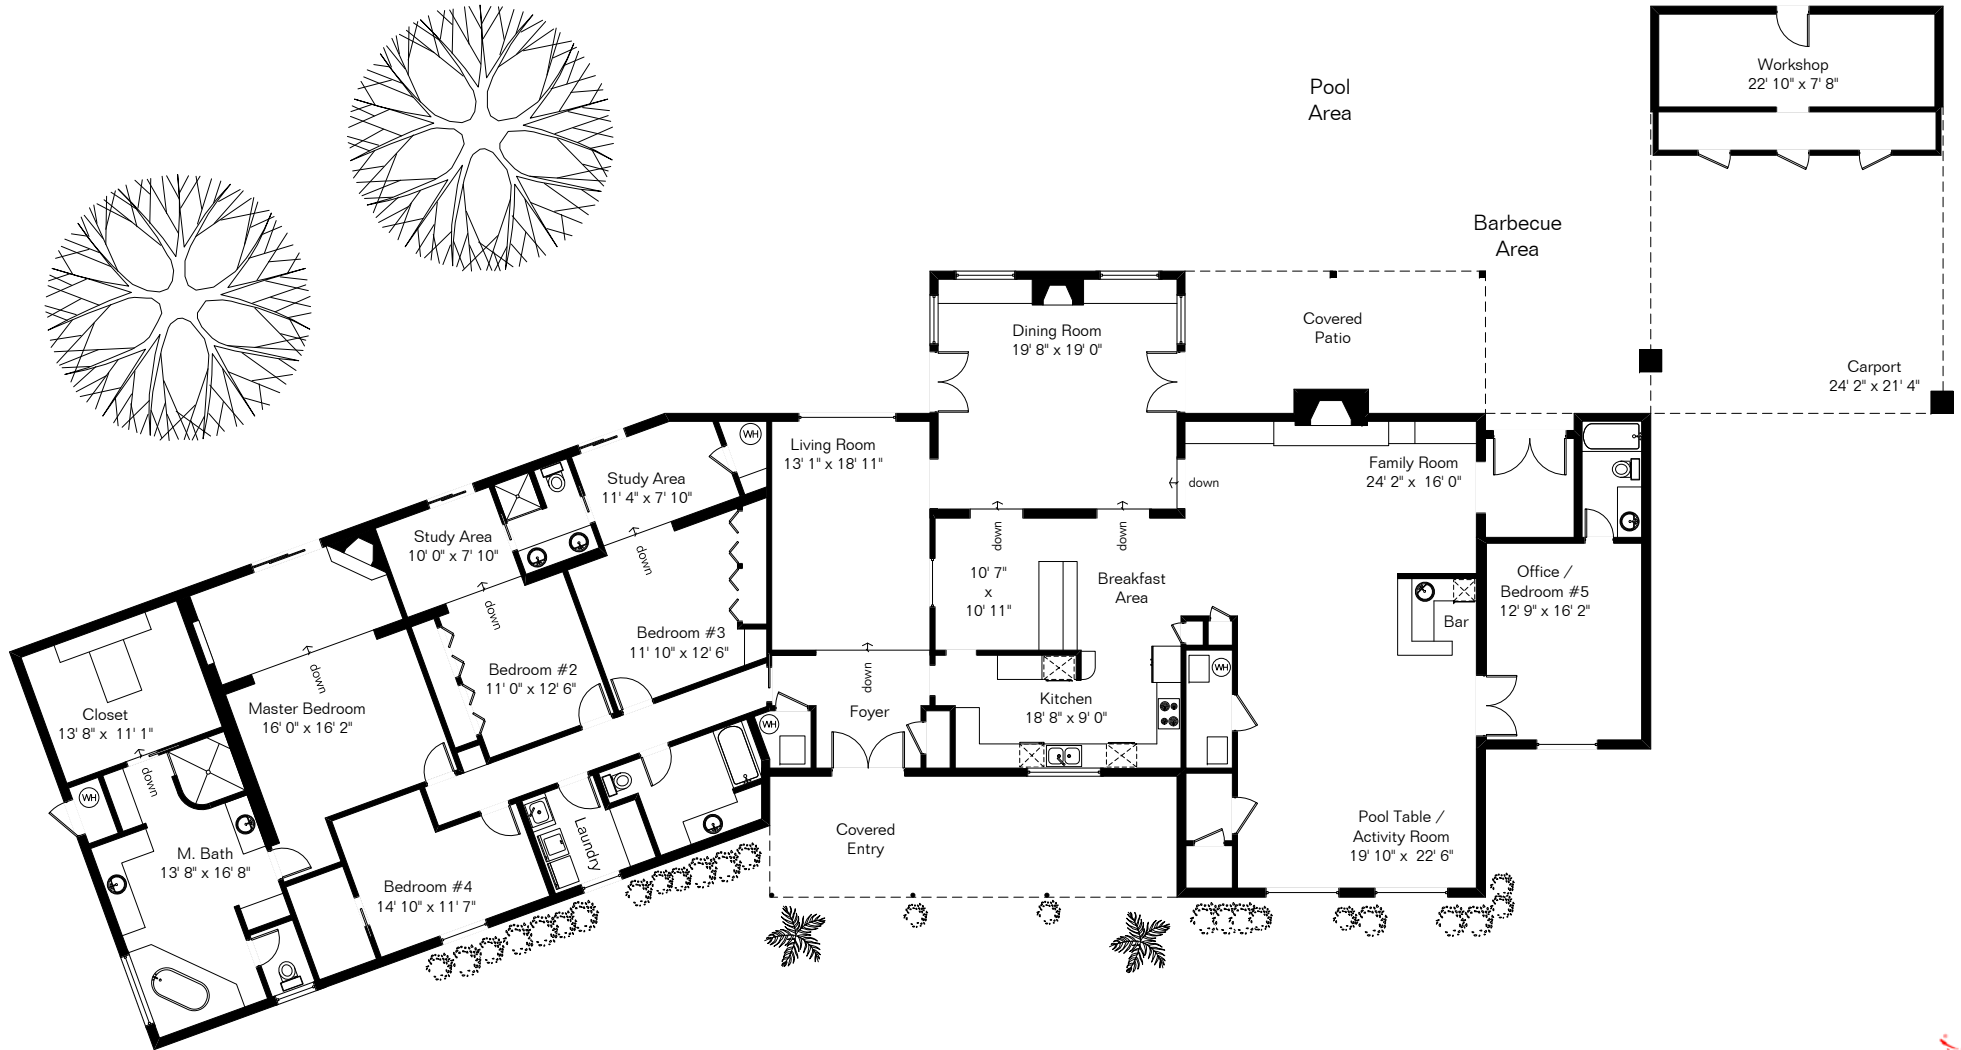 Pool
Area
Workshop
22' 10" x 7' 8"
Barbecue
Area
Carport
24' 2" x 21' 4"
Covered
Patio
Dining Room
19' 8" x 19' 0"
Living Room
13' 1" x 18' 11"
Family Room
24' 2" x 16' 0"
down
WH
Study Area
11' 4" x 7' 10"
Study Area
10' 0" x 7' 10"
down
down
down
down
Breakfast
Area
10' 7"
x
10' 11"
Office /
Bedroom #5
12' 9" x 16' 2"
Bar
Bedroom #3
11' 10" x 12' 6"
Bedroom #2
11' 0" x 12' 6"
down
down
WH
Master Bedroom
16' 0" x 16' 2"
Closet
13' 8" x 11' 1"
Foyer
Kitchen
18' 8" x 9' 0"
WH
down
WH
M. Bath
13' 8" x 16' 8"
Laundry
Covered
Entry
Pool Table /
Activity Room
19' 10" x 22' 6"
Bedroom #4
14' 10" x 11' 7"